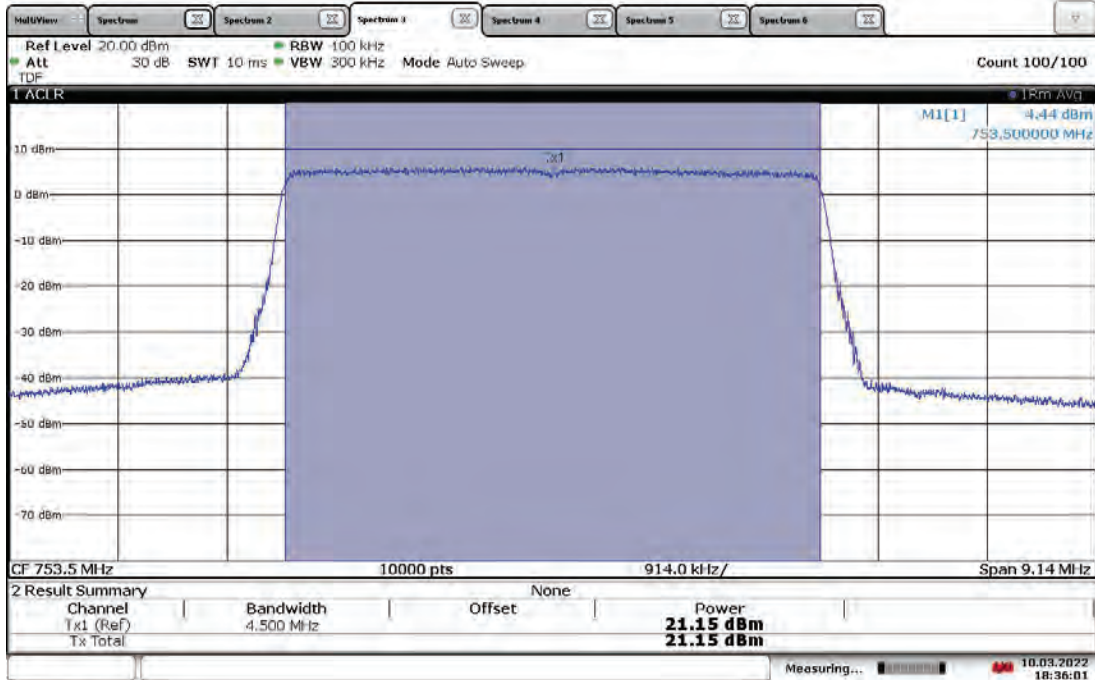 MultiView Spectrum Spectrum 2 Spectrum 3 Spectrum 4 Spectrum 5 Spectrum 6
Ref Level 20.00 dBm RBW 100 kHz
Att 30 dB SWT 10 ms VBW 300 kHz Mode Auto Sweep Count 100/100
TDF
1 ACLR 1Rm Avg
M1[1] 4.44 dBm
753.500000 MHz
10 dBm
Tx1
0 dBm
-10 dBm
-20 dBm
-30 dBm
-40 dBm
-50 dBm
-60 dBm
-70 dBm
CF 753.5 MHz 10000 pts 914.0 kHz/ Span 9.14 MHz
2 Result Summary None
Channel Bandwidth Offset Power
Tx1 (Ref) 4.500 MHz 21.15 dBm
Tx Total 21.15 dBm
Measuring... 10.03.2022
18:36:01